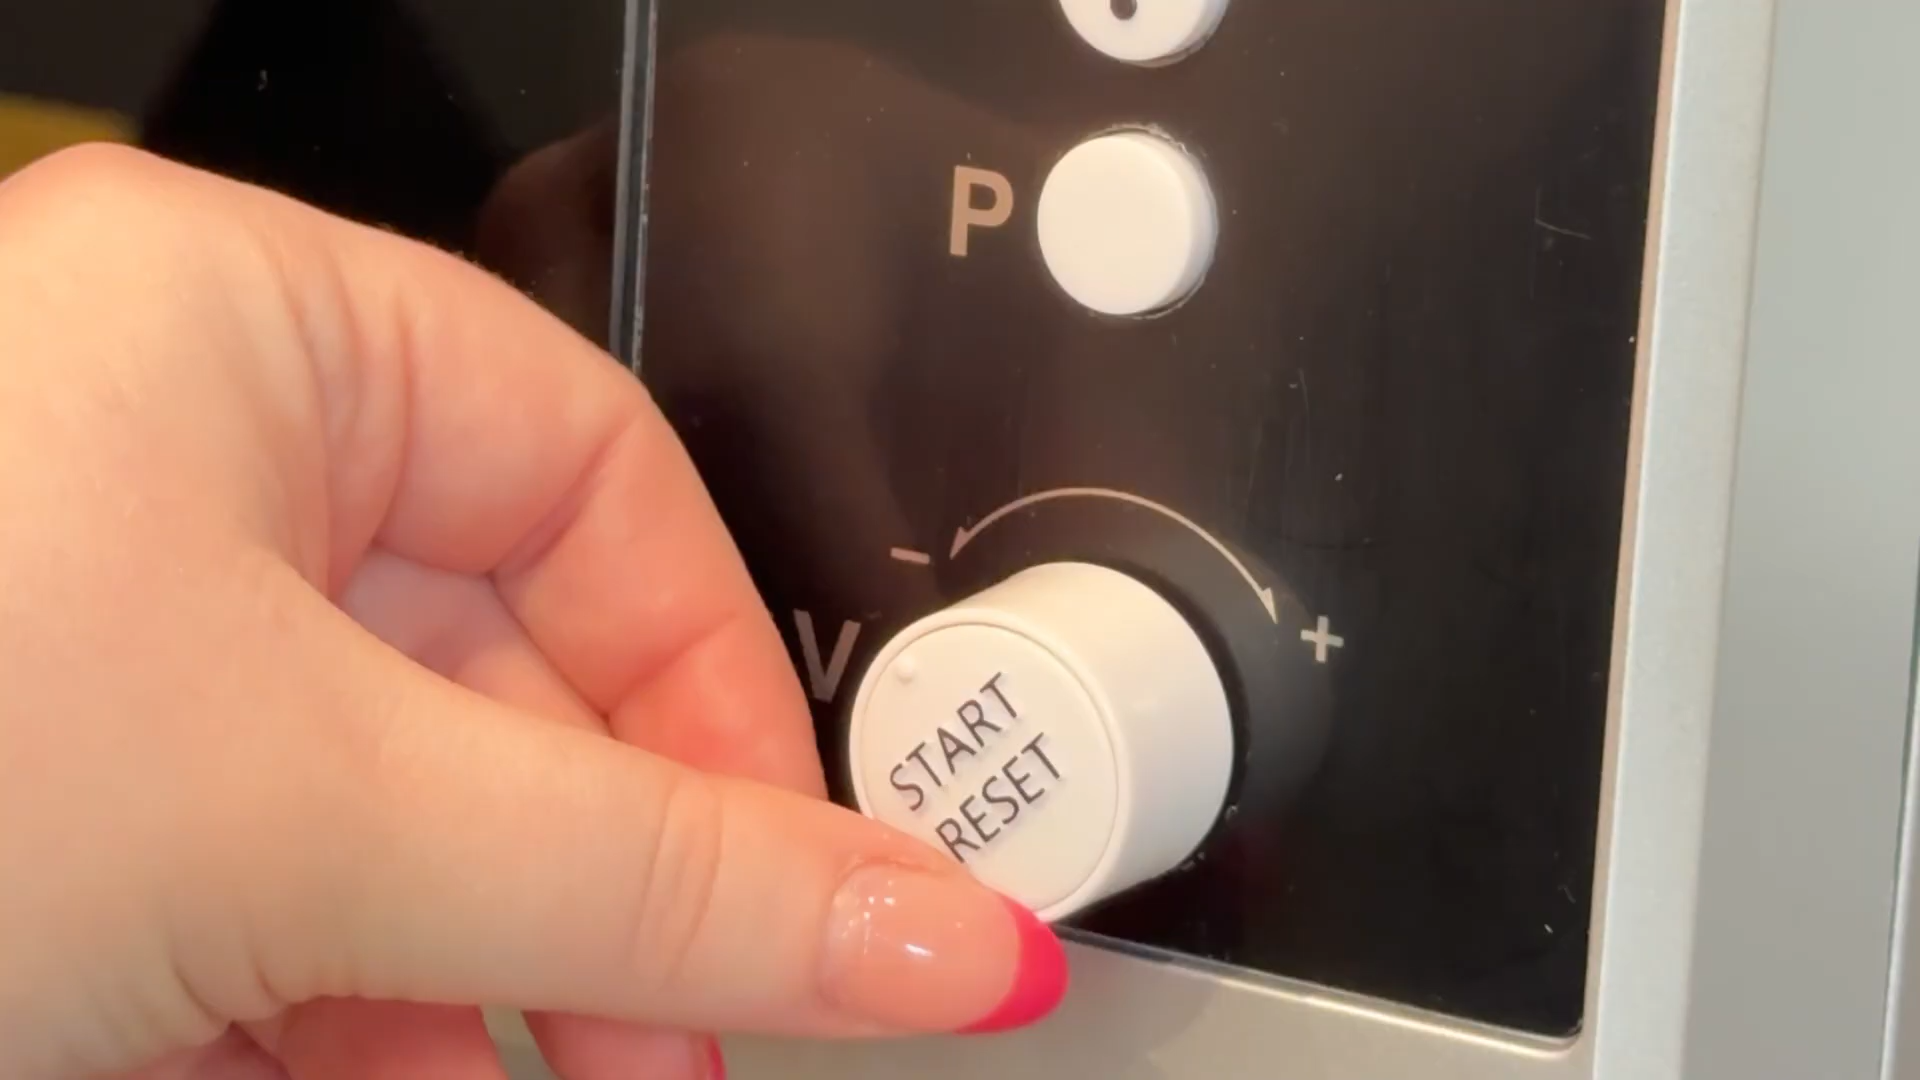 P
− +
V
START
RESET